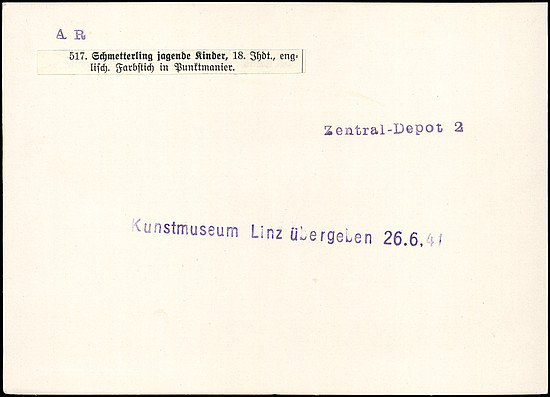 A R
517. Schmetterling jagende Kinder, 18. Jhdt., eng-
lisch. Farbstich in Punktmanier.
Zentral-Depot 2
Kunstmuseum Linz übergeben 26.6.41